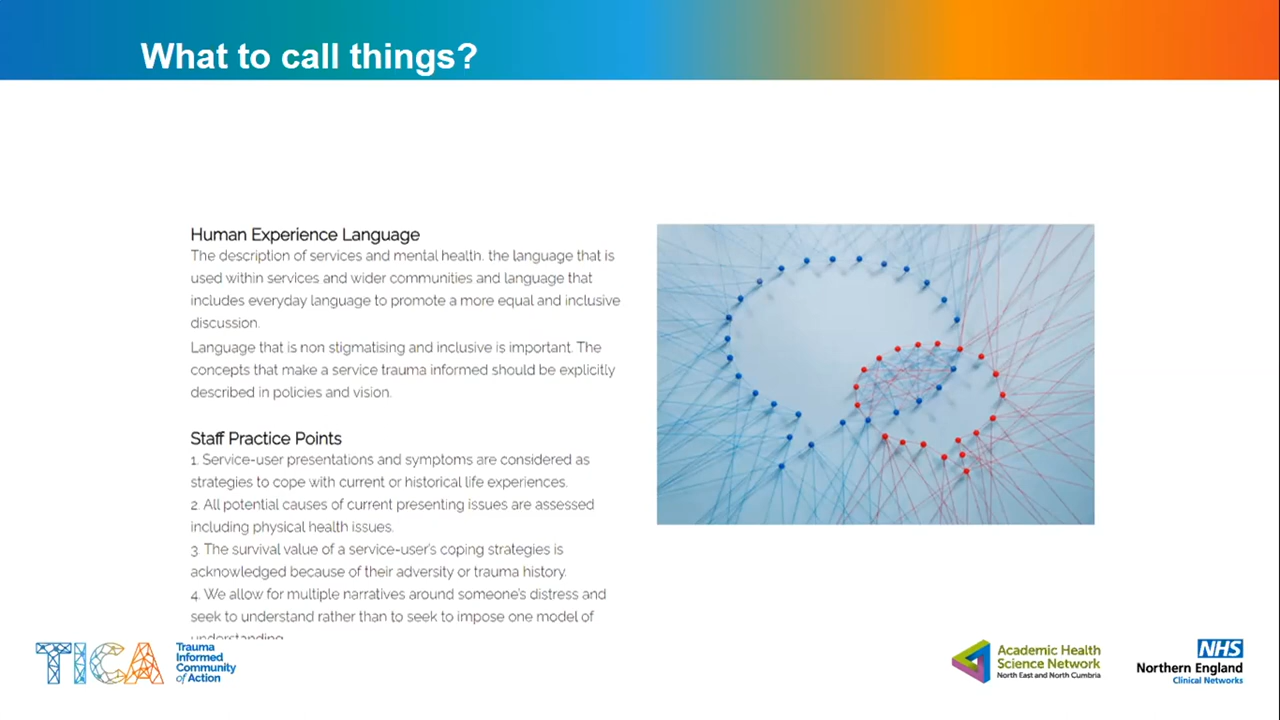 What to call things?
Human Experience Language
The description of services and mental health. the language that is
used within services and wider communities and language that
includes everyday language to promote a more equal and inclusive
discussion.
Language that is non stigmatising and inclusive is important. The
concepts that make a service trauma informed should be explicitly
described in policies and vision.
Staff Practice Points
1. Service-user presentations and symptoms are considered as
strategies to cope with current or historical life experiences.
2. All potential causes of current presenting issues are assessed
including physical health issues.
3. The survival value of a service-user's coping strategies is
acknowledged because of their adversity or trauma history.
4. We allow for multiple narratives around someone's distress and
seek to understand rather than to seek to impose one model of
understanding
TICA
Trauma
Informed
Community
of Action
Academic Health
Science Network
North East and North Cumbria
NHS
Northern England
Clinical Networks